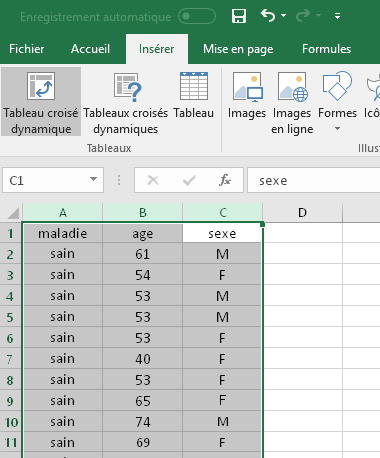 Enregistrement automatique
Fichier Accueil Insérer Mise en page Formules
Tableau croisé dynamique
Tableaux croisés dynamiques
Tableau
Images
Images en ligne
Formes
Icô
Tableaux
Illust
C1 fx sexe
A B C D
1 maladie age sexe
2 sain 61 M
3 sain 54 F
4 sain 53 M
5 sain 53 M
6 sain 53 F
7 sain 40 F
8 sain 53 F
9 sain 65 F
10 sain 74 M
11 sain 69 F